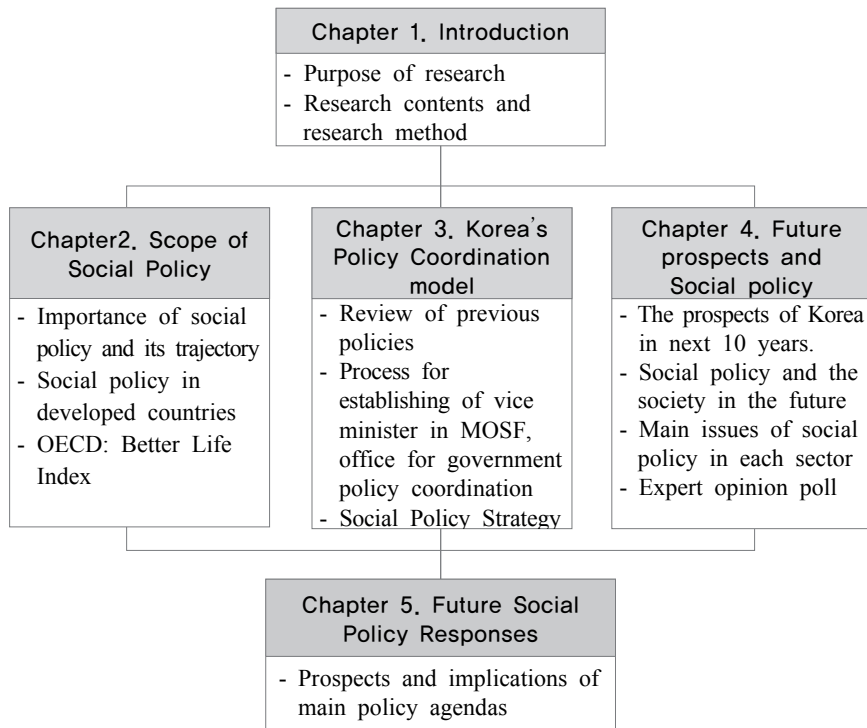 Chapter 1. Introduction
- Purpose of research
- Research contents and
research method
Chapter2. Scope of
Social Policy
- Importance of social
policy and its trajectory
- Social policy in
developed countries
- OECD: Better Life
Index
Chapter 3. Korea's
Policy Coordination
model
- Review of previous
policies
- Process for
establishing of vice
minister in MOSF,
office for government
policy coordination
- Social Policy Strategy
Chapter 4. Future
prospects and
Social policy
- The prospects of Korea
in next 10 years.
- Social policy and the
society in the future
- Main issues of social
policy in each sector
- Expert opinion poll
Chapter 5. Future Social
Policy Responses
- Prospects and implications of
main policy agendas